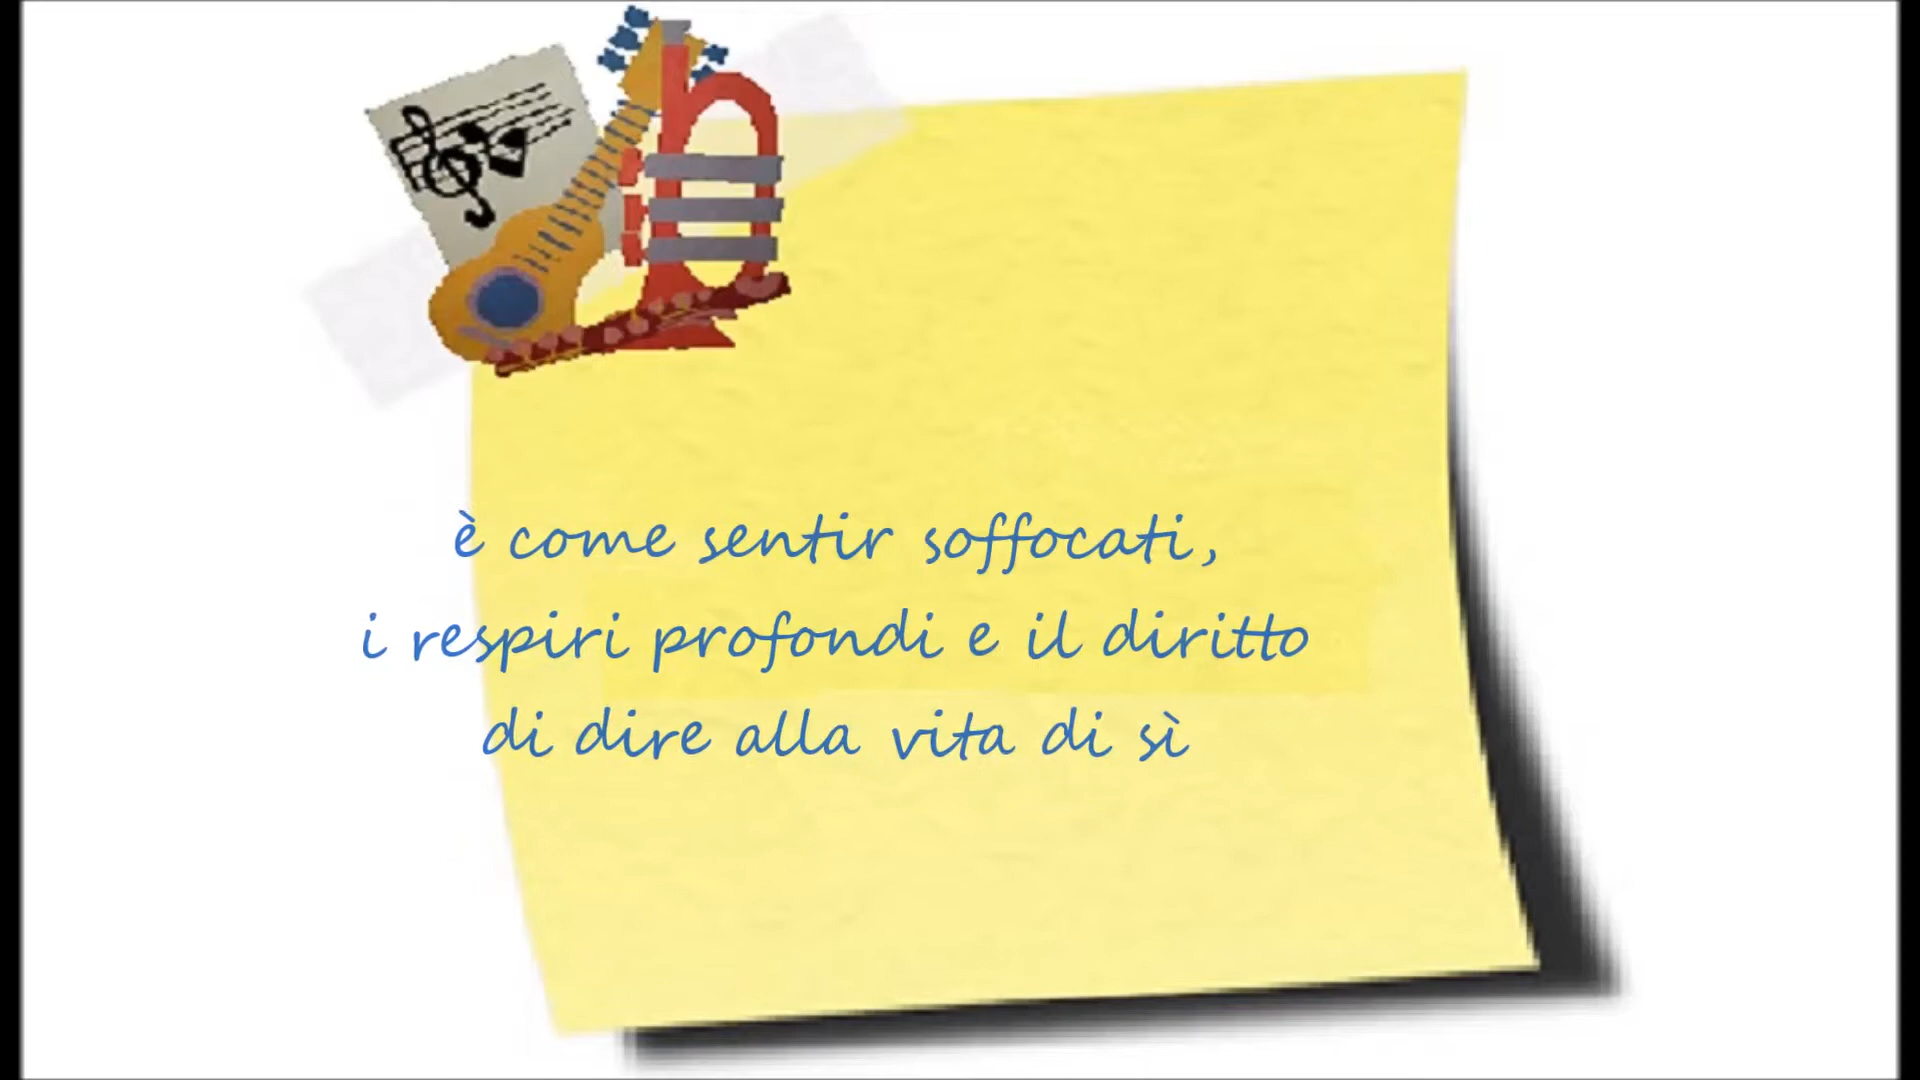 è come sentir soffocati,
i respiri profondi e il diritto
di dire alla vita di sì